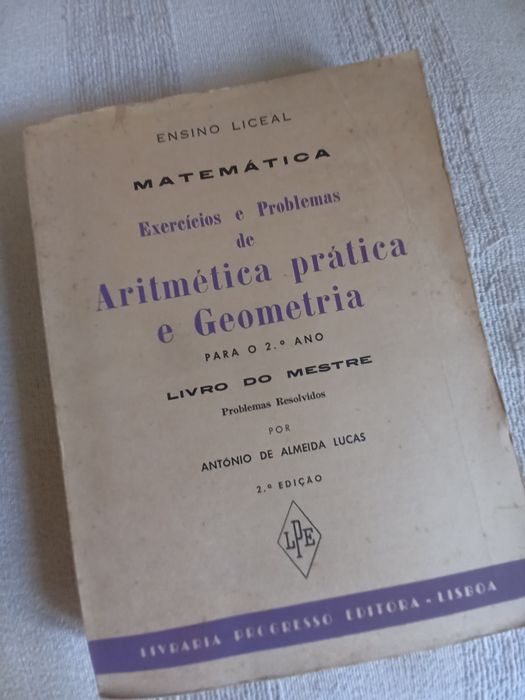 ENSINO LICEAL
MATEMÁTICA
Exercícios e Problemas
de
Aritmética prática
e Geometria
PARA O 2.º ANO
LIVRO DO MESTRE
Problemas Resolvidos
POR
ANTÓNIO DE ALMEIDA LUCAS
2.ª EDIÇÃO
LPE
LIVRARIA PROGRESSO EDITORA - LISBOA